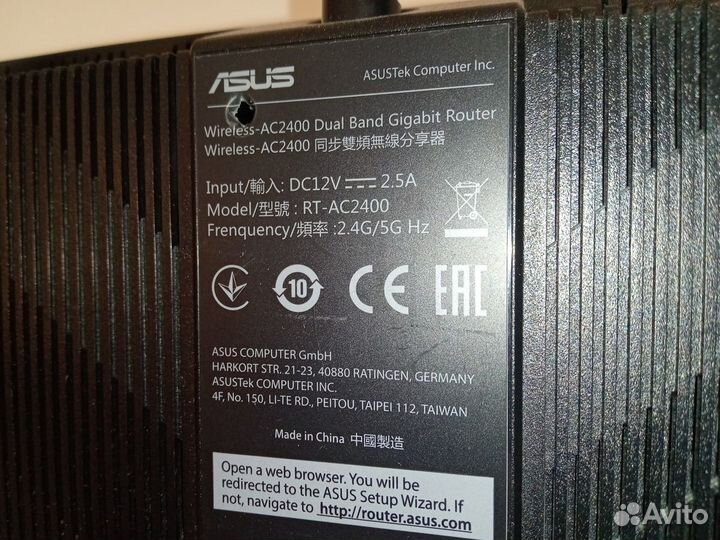 ASUS
ASUSTek Computer Inc.
Wireless-AC2400 Dual Band Gigabit Router
Wireless-AC2400 同步雙頻無線分享器
Input/輸入: DC12V 2.5A
Model/型號 : RT-AC2400
Frenquency/頻率 :2.4G/5G Hz
10 CE EAC
ASUS COMPUTER GmbH
HARKORT STR. 21-23, 40880 RATINGEN, GERMANY
ASUSTek COMPUTER INC.
4F, No. 150, LI-TE RD., PEITOU, TAIPEI 112, TAIWAN
Made in China 中國製造
Open a web browser. You will be
redirected to the ASUS Setup Wizard. If
not, navigate to http://router.asus.com
Avito